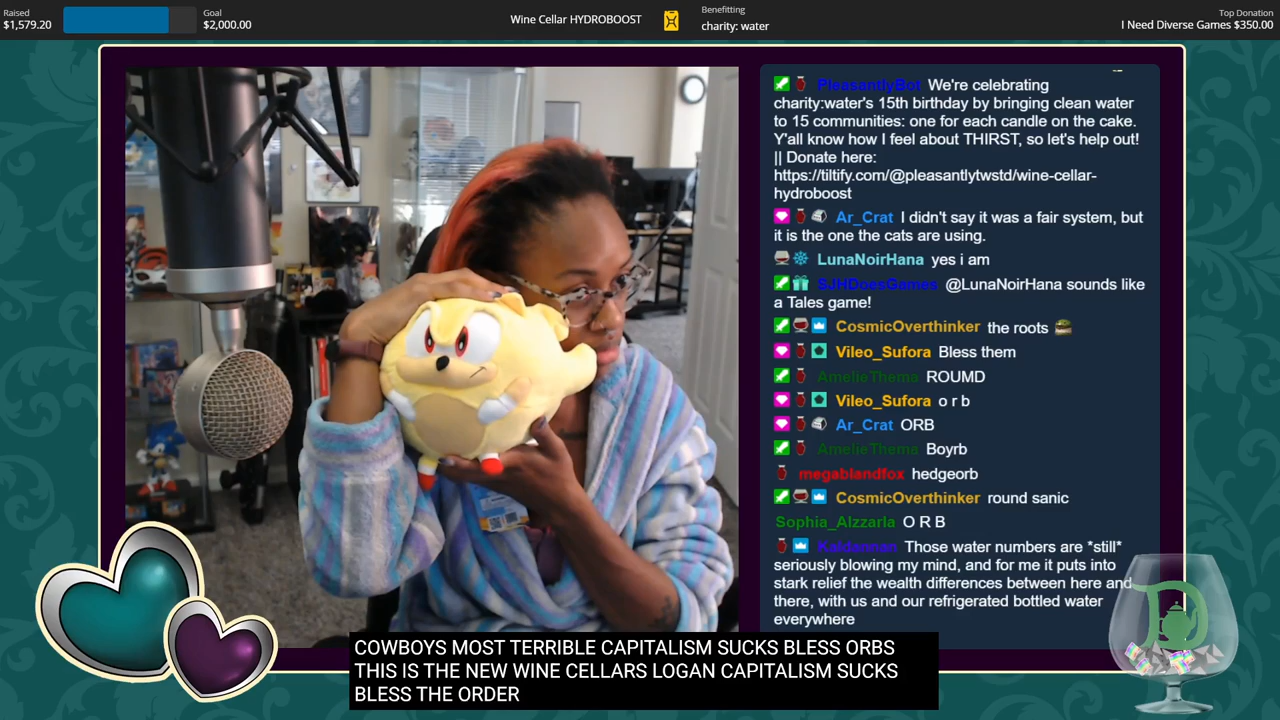 Raised
$1,579.20
Goal
$2,000.00
Wine Cellar HYDROBOOST
Benefitting
charity: water
Top Donation
I Need Diverse Games $350.00
PleasantlyBot We're celebrating
charity:water's 15th birthday by bringing clean water
to 15 communities: one for each candle on the cake.
Y'all know how I feel about THIRST, so let's help out!
|| Donate here:
https://tiltify.com/@pleasantlytwstd/wine-cellar-
hydroboost
Ar_Crat I didn't say it was a fair system, but
it is the one the cats are using.
LunaNoirHana yes i am
SJHDoesGames @LunaNoirHana sounds like
a Tales game!
CosmicOverthinker the roots
Vileo_Sufora Bless them
AmelieThema ROUMD
Vileo_Sufora o r b
Ar_Crat ORB
AmelieThema Boyrb
megablandfox hedgeorb
CosmicOverthinker round sanic
Sophia_Alzzarla O R B
Kaldannan Those water numbers are *still*
seriously blowing my mind, and for me it puts into
stark relief the wealth differences between here and
there, with us and our refrigerated bottled water
everywhere
COWBOYS MOST TERRIBLE CAPITALISM SUCKS BLESS ORBS
THIS IS THE NEW WINE CELLARS LOGAN CAPITALISM SUCKS
BLESS THE ORDER